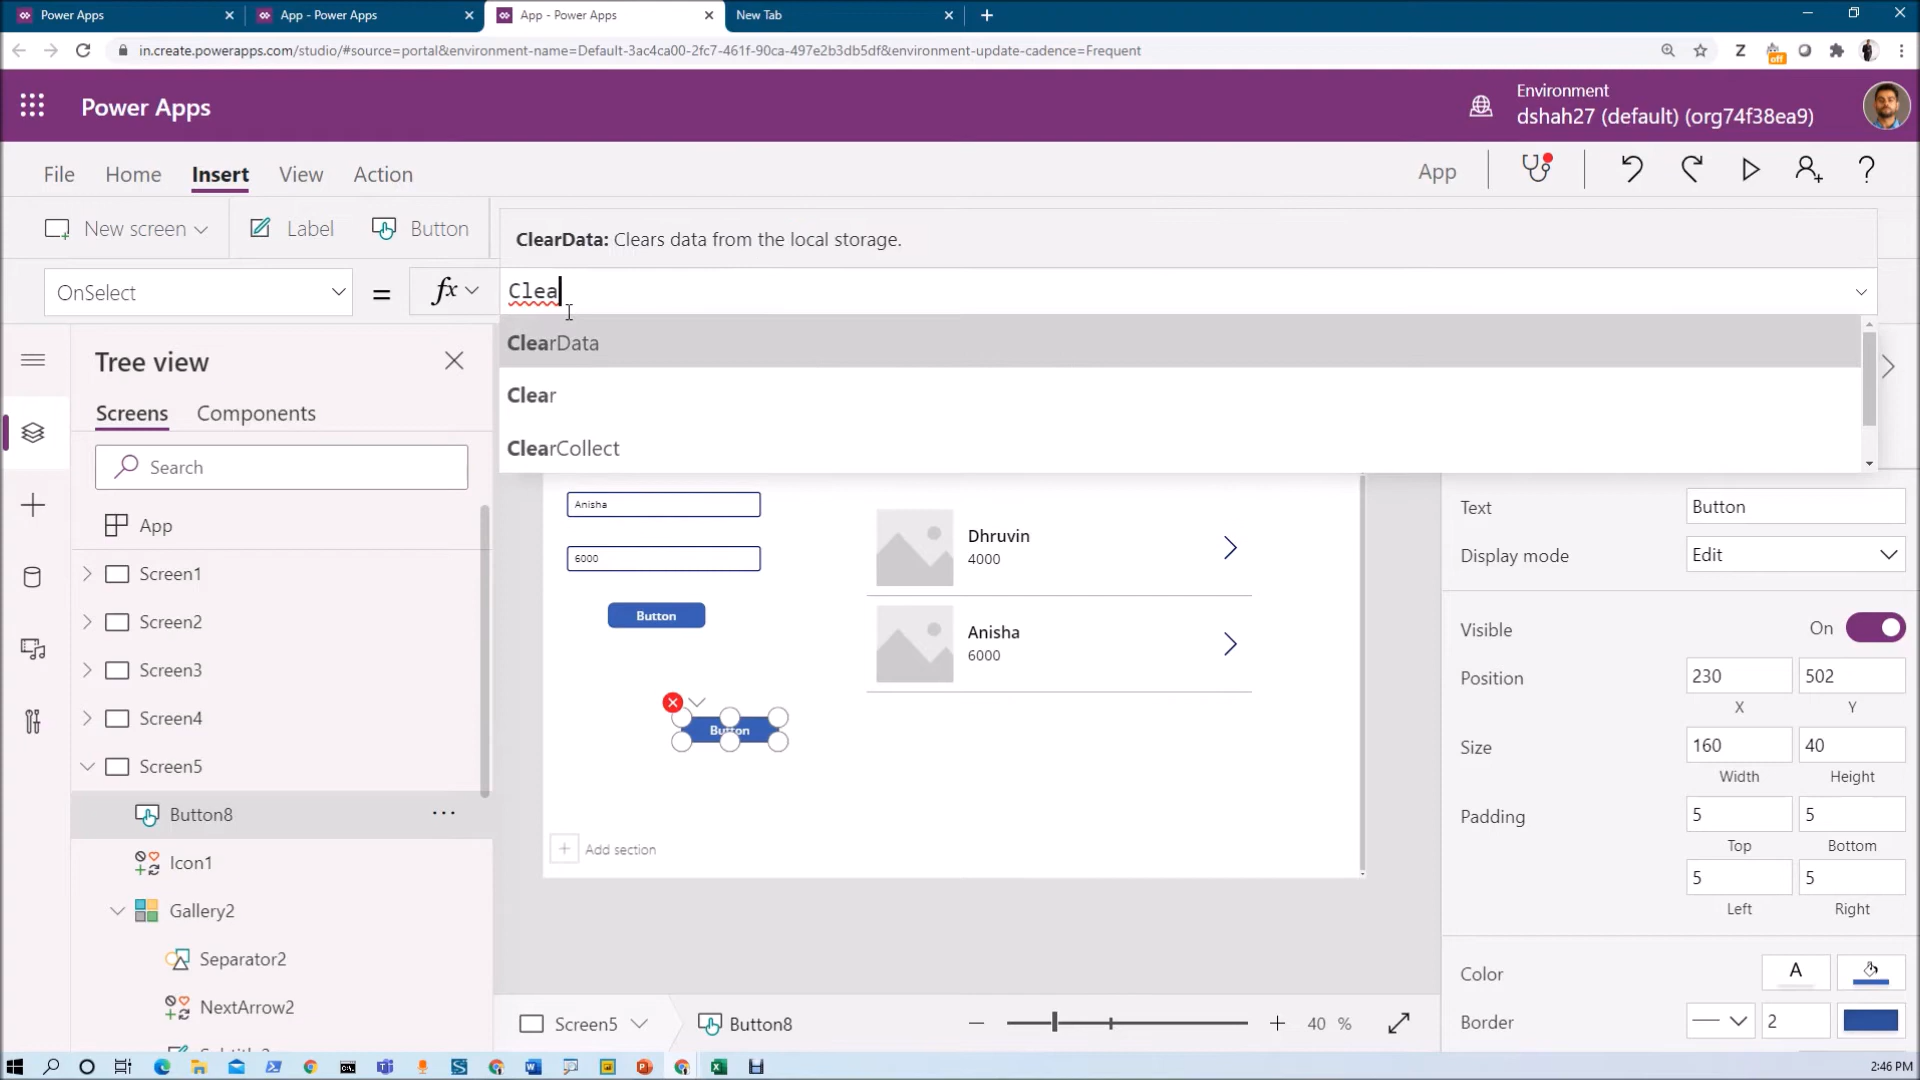 Power Apps
App - Power Apps
App - Power Apps
New Tab
in.create.powerapps.com/studio/#source=portal&environment-name=Default-3ac4ca00-2fc7-461f-90ca-497e2b3db5df&environment-update-cadence=Frequent
Z
off
Power Apps
Environment
dshah27 (default) (org74f38ea9)
File
Home
Insert
View
Action
App
New screen
Label
Button
ClearData: Clears data from the local storage.
OnSelect
=
fx
Clea
ClearData
Clear
ClearCollect
Tree view
Screens
Components
Search
App
Screen1
Screen2
Screen3
Screen4
Screen5
Button8
Icon1
Gallery2
Separator2
NextArrow2
Anisha
6000
Button
Dhruvin
4000
Anisha
6000
Button
Add section
Text
Button
Display mode
Edit
Visible
On
Position
230
502
X
Y
Size
160
40
Width
Height
Padding
5
5
Top
Bottom
5
5
Left
Right
Color
A
Border
2
Screen5
Button8
40 %
2:46 PM